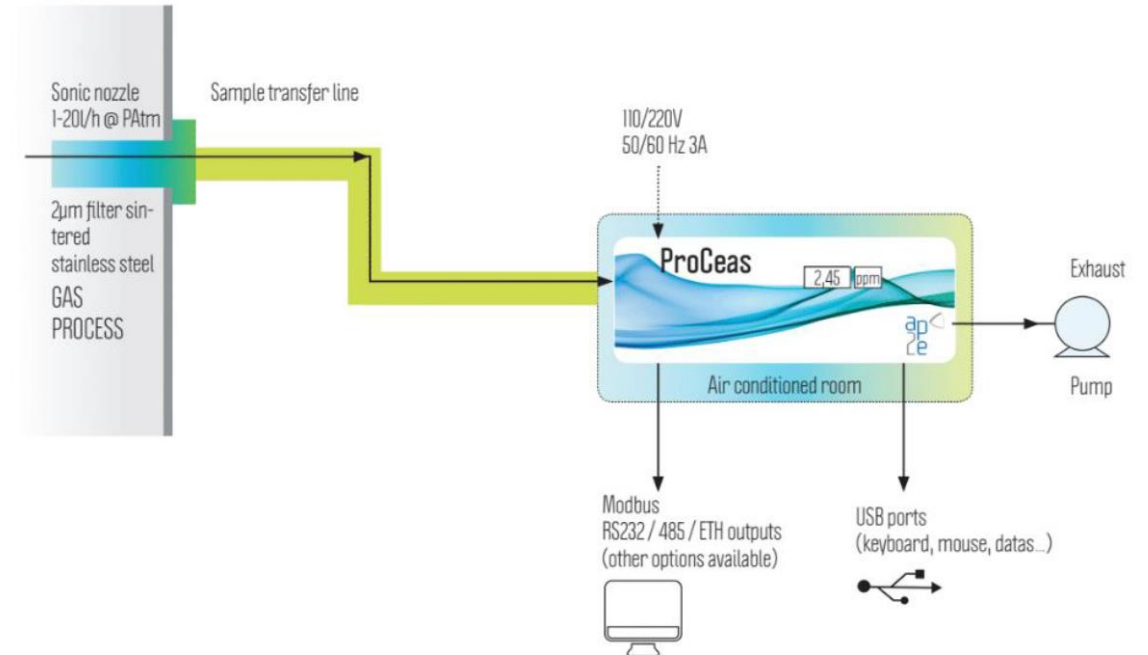 Sonic nozzle
1-20l/h @ PAtm
Sample transfer line
2µm filter sin-
tered
stainless steel
GAS
PROCESS
110/220V
50/60 Hz 3A
ProCeas
2,45 ppm
ap2e
Air conditioned room
Exhaust
Pump
Modbus
RS232 / 485 / ETH outputs
(other options available)
USB ports
(keyboard, mouse, datas...)